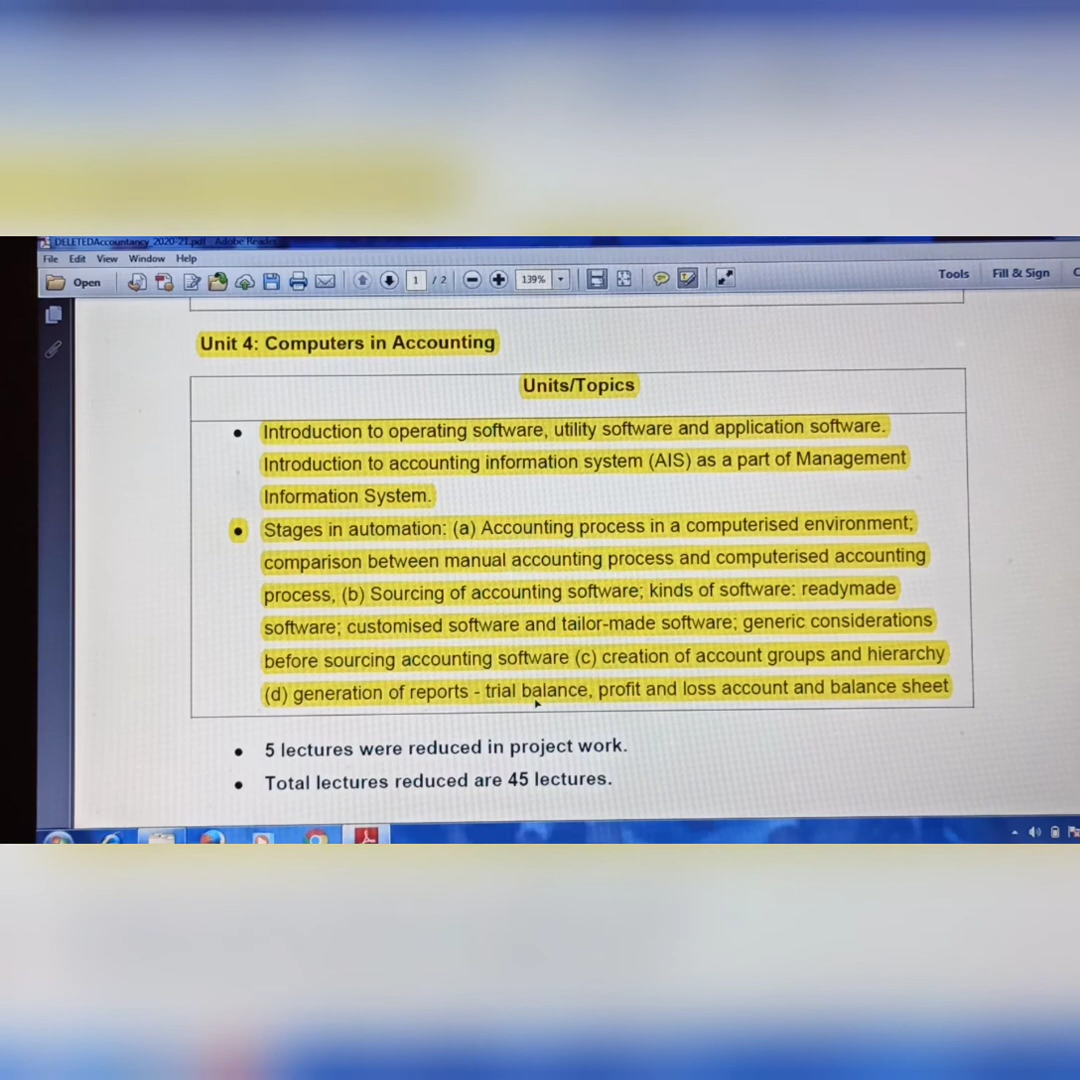 DELETEDAccountancy_2020-21.pdf - Adobe Reader
File Edit View Window Help
Open 1 / 2 139% Tools Fill & Sign C
Unit 4: Computers in Accounting
Units/Topics
• Introduction to operating software, utility software and application software.
Introduction to accounting information system (AIS) as a part of Management
Information System.
• Stages in automation: (a) Accounting process in a computerised environment;
comparison between manual accounting process and computerised accounting
process, (b) Sourcing of accounting software; kinds of software: readymade
software; customised software and tailor-made software; generic considerations
before sourcing accounting software (c) creation of account groups and hierarchy
(d) generation of reports - trial balance, profit and loss account and balance sheet
• 5 lectures were reduced in project work.
• Total lectures reduced are 45 lectures.